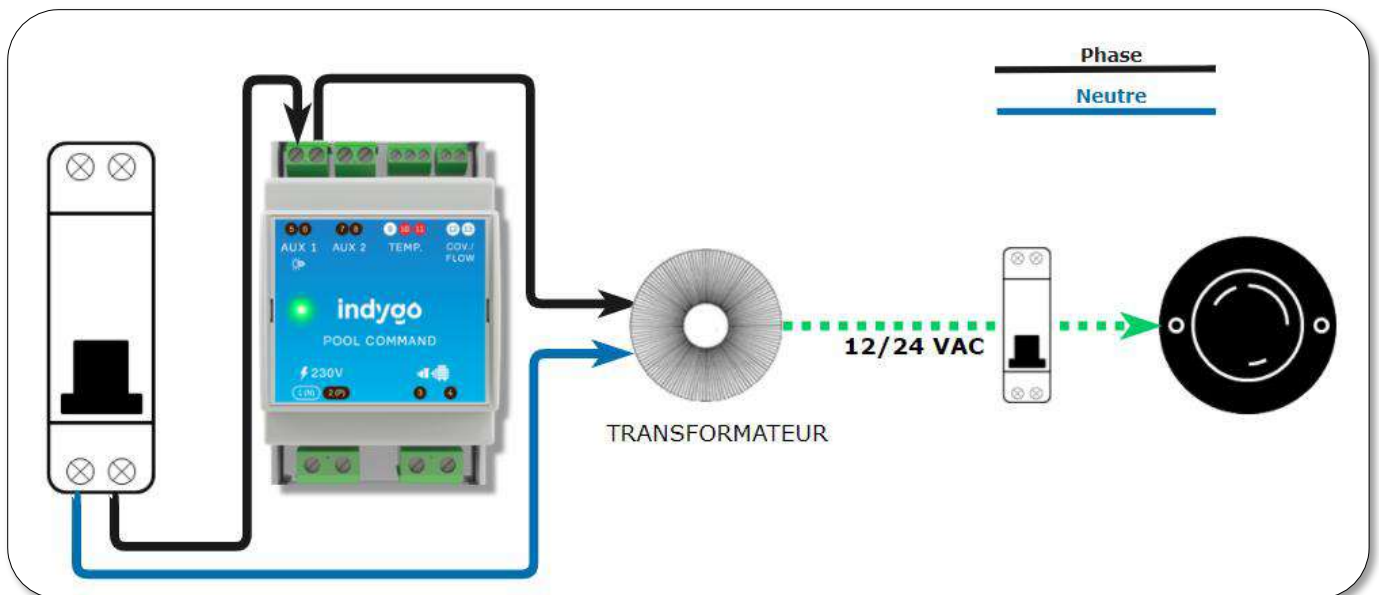 Phase
Neutre
5 6 7 8 9 10 11 12 13
AUX 1 AUX 2 TEMP. COV./
FLOW
indygo
POOL COMMAND
230V
1(N) 2(P) 3 4
12/24 VAC
TRANSFORMATEUR